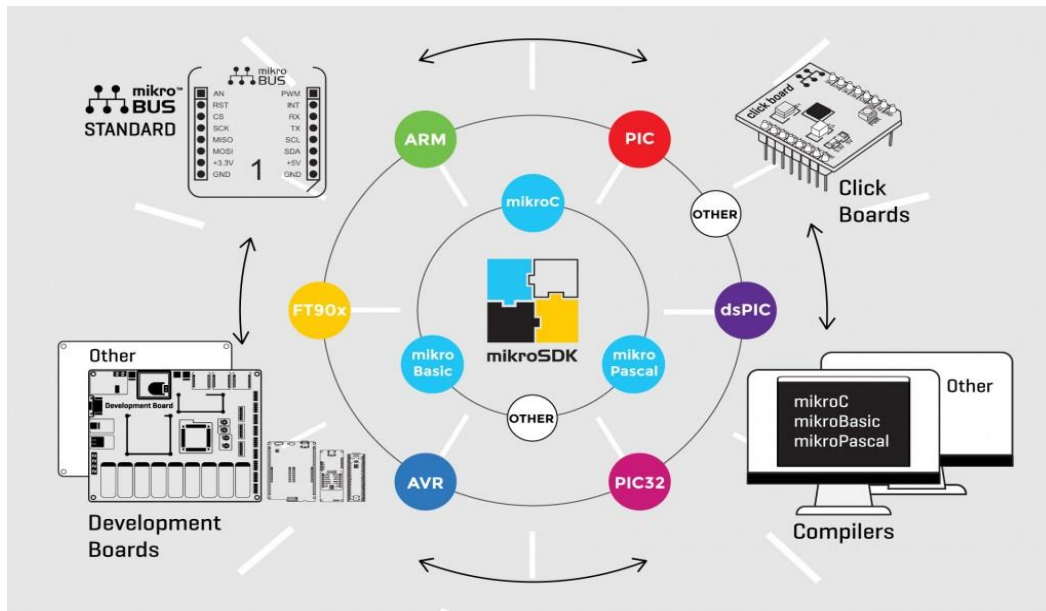 mikro™
BUS
STANDARD
mikro
BUS
AN PWM
RST INT
CS RX
SCK TX
MISO SCL
MOSI SDA
+3.3V +5V
GND GND
1
click board
Click
Boards
ARM
PIC
mikroC
OTHER
FT90x
dsPIC
mikroSDK
mikro
Basic
mikro
Pascal
OTHER
AVR
PIC32
Other
Development Board
Development
Boards
mikroC
mikroBasic
mikroPascal
Other
Compilers